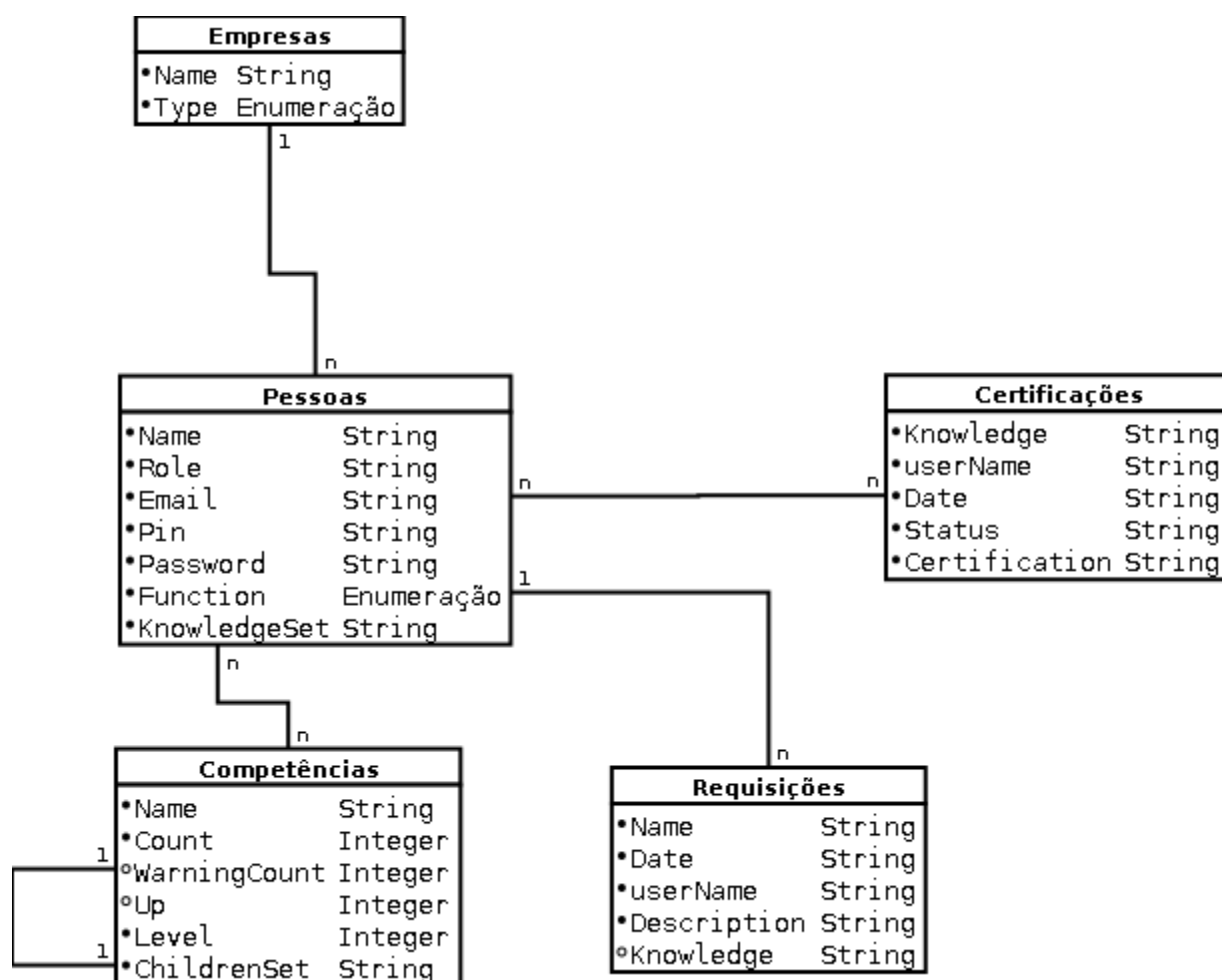 Empresas
•Name String
•Type Enumeração
1
n
Pessoas
•Name String
•Role String
•Email String
•Pin String
•Password String
•Function Enumeração
•KnowledgeSet String
n
n
1
Certificações
•Knowledge String
•userName String
•Date String
•Status String
•Certification String
n
n
Competências
•Name String
•Count Integer
°WarningCount Integer
°Up Integer
•Level Integer
•ChildrenSet String
1
1
n
Requisições
•Name String
•Date String
•userName String
•Description String
°Knowledge String